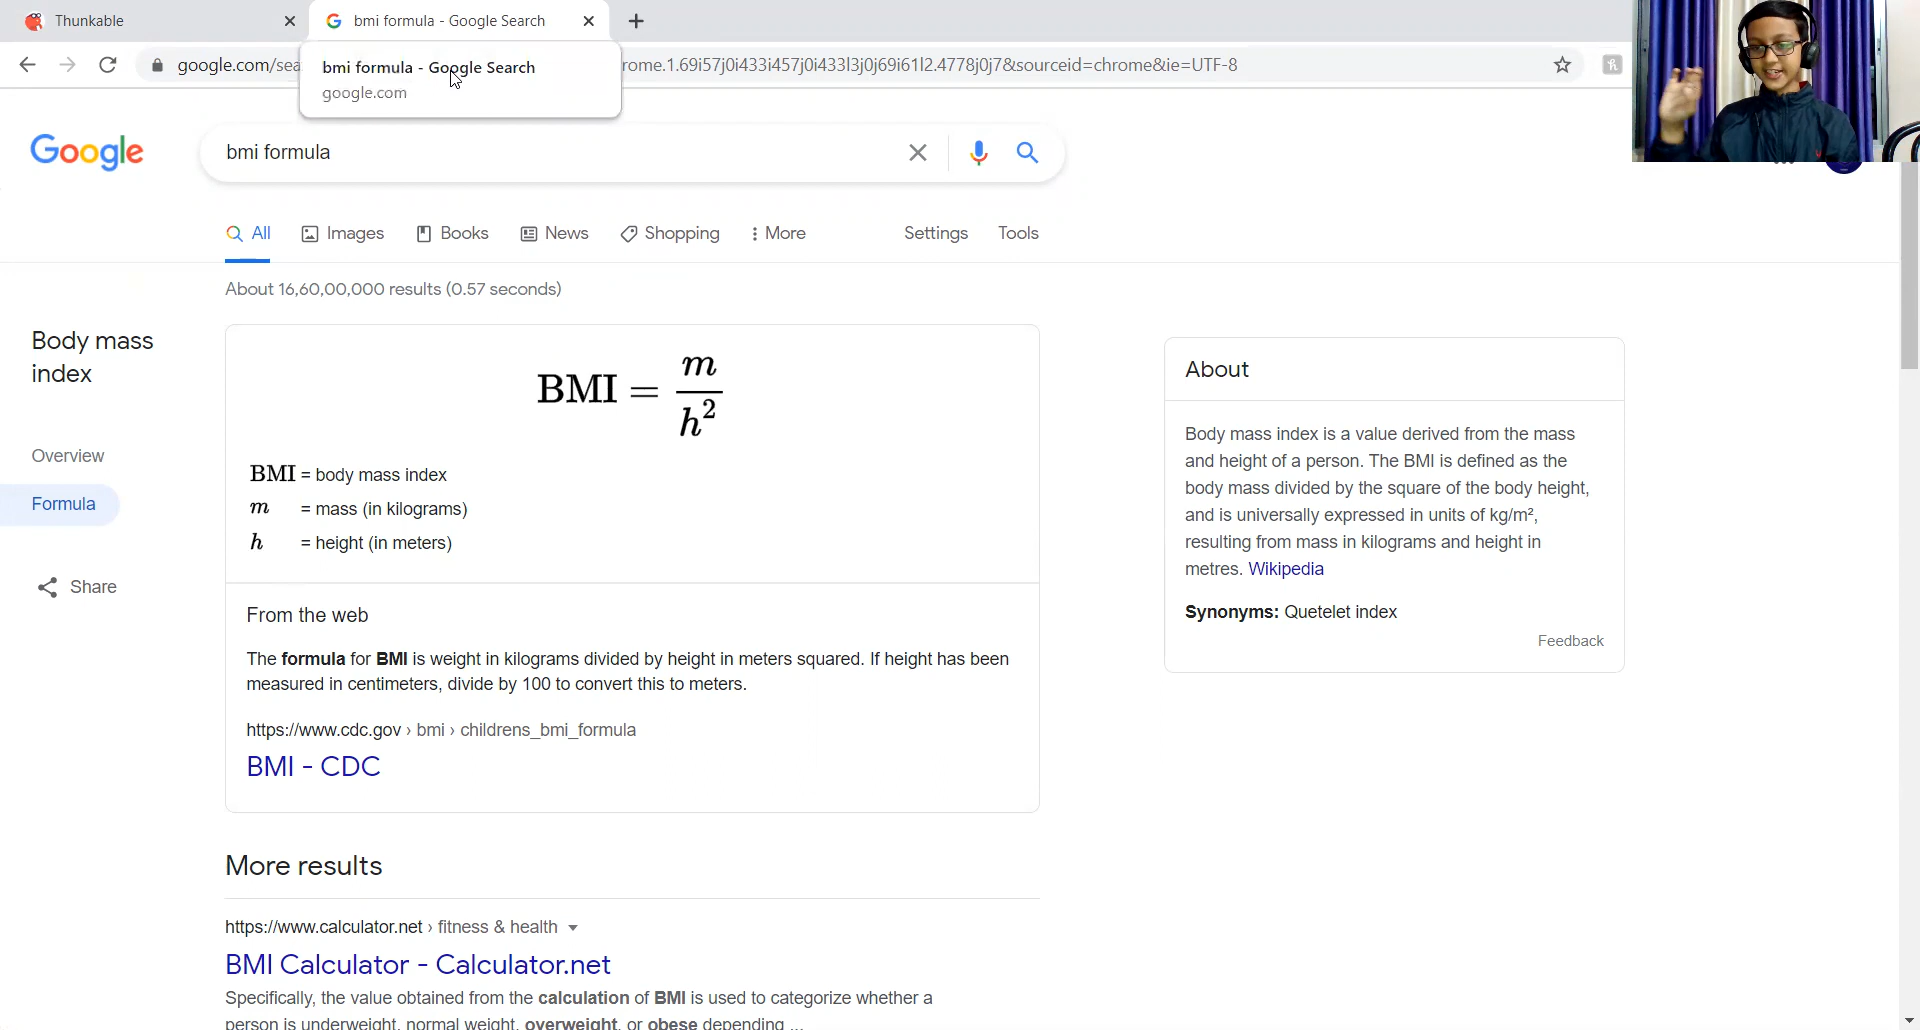 Thunkable
bmi formula - Google Search
google.com/sea
rome.1.69i57j0i433i457j0i433l3j0j69i61l2.4778j0j7&sourceid=chrome&ie=UTF-8
bmi formula - Google Search
google.com
Google
bmi formula
All Images Books News Shopping More Settings Tools
About 16,60,00,000 results (0.57 seconds)
Body mass
index
Overview
Formula
Share
BMI = m/h²
BMI = body mass index
m = mass (in kilograms)
h = height (in meters)
From the web
The formula for BMI is weight in kilograms divided by height in meters squared. If height has been
measured in centimeters, divide by 100 to convert this to meters.
https://www.cdc.gov › bmi › childrens_bmi_formula
BMI - CDC
More results
https://www.calculator.net › fitness & health
BMI Calculator - Calculator.net
Specifically, the value obtained from the calculation of BMI is used to categorize whether a
person is underweight, normal weight, overweight, or obese depending ...
About
Body mass index is a value derived from the mass
and height of a person. The BMI is defined as the
body mass divided by the square of the body height,
and is universally expressed in units of kg/m²,
resulting from mass in kilograms and height in
metres. Wikipedia
Synonyms: Quetelet index
Feedback